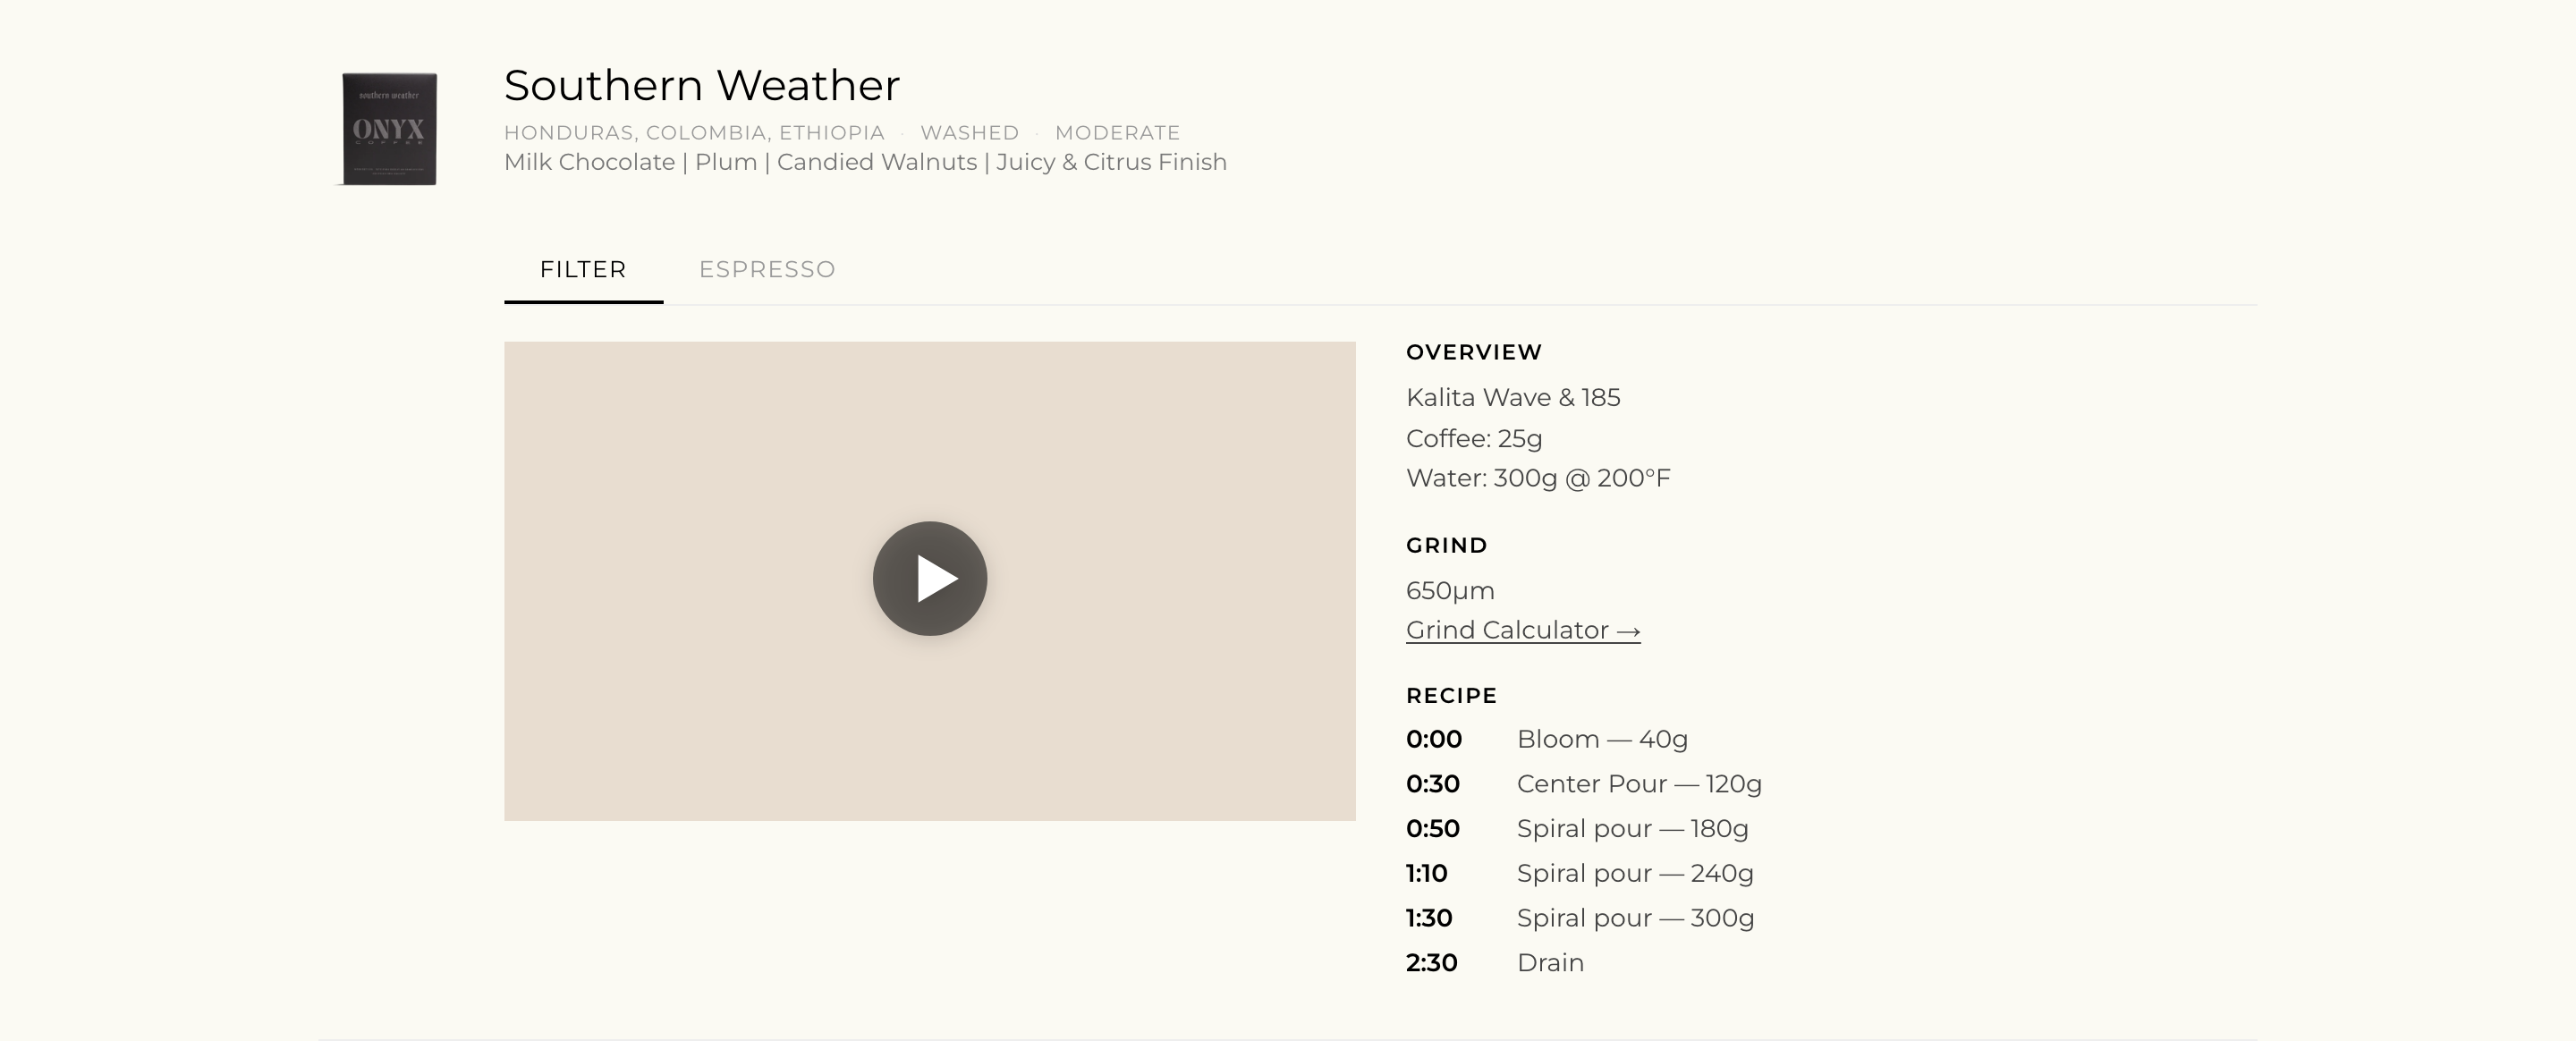 southern weather
ONYX
COFFEE
Southern Weather
HONDURAS, COLOMBIA, ETHIOPIA · WASHED · MODERATE
Milk Chocolate | Plum | Candied Walnuts | Juicy & Citrus Finish
FILTER ESPRESSO
OVERVIEW
Kalita Wave & 185
Coffee: 25g
Water: 300g @ 200°F
GRIND
650µm
Grind Calculator →
RECIPE
0:00 Bloom — 40g
0:30 Center Pour — 120g
0:50 Spiral pour — 180g
1:10 Spiral pour — 240g
1:30 Spiral pour — 300g
2:30 Drain